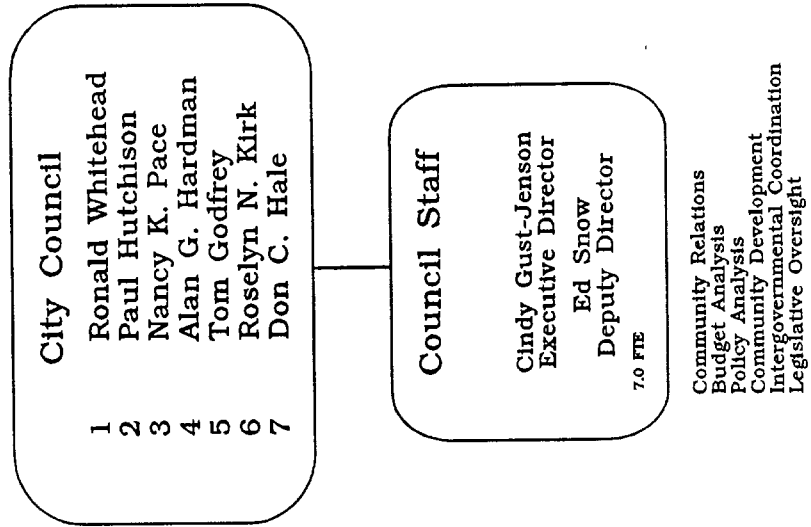 City Council
1 Ronald Whitehead
2 Paul Hutchison
3 Nancy K. Pace
4 Alan G. Hardman
5 Tom Godfrey
6 Roselyn N. Kirk
7 Don C. Hale
Council Staff
Cindy Gust-Jenson
Executive Director
Ed Snow
Deputy Director
7.0 FTE
Community Relations
Budget Analysis
Policy Analysis
Community Development
Intergovernmental Coordination
Legislative Oversight